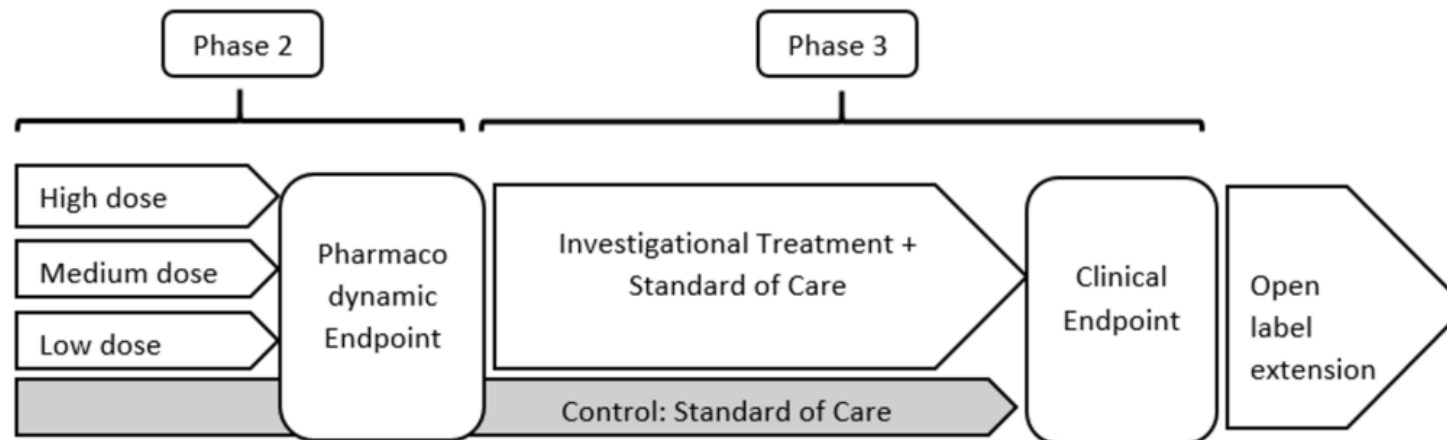 Phase 2
Phase 3
High dose
Medium dose
Low dose
Pharmaco
dynamic
Endpoint
Investigational Treatment +
Standard of Care
Control: Standard of Care
Clinical
Endpoint
Open
label
extension